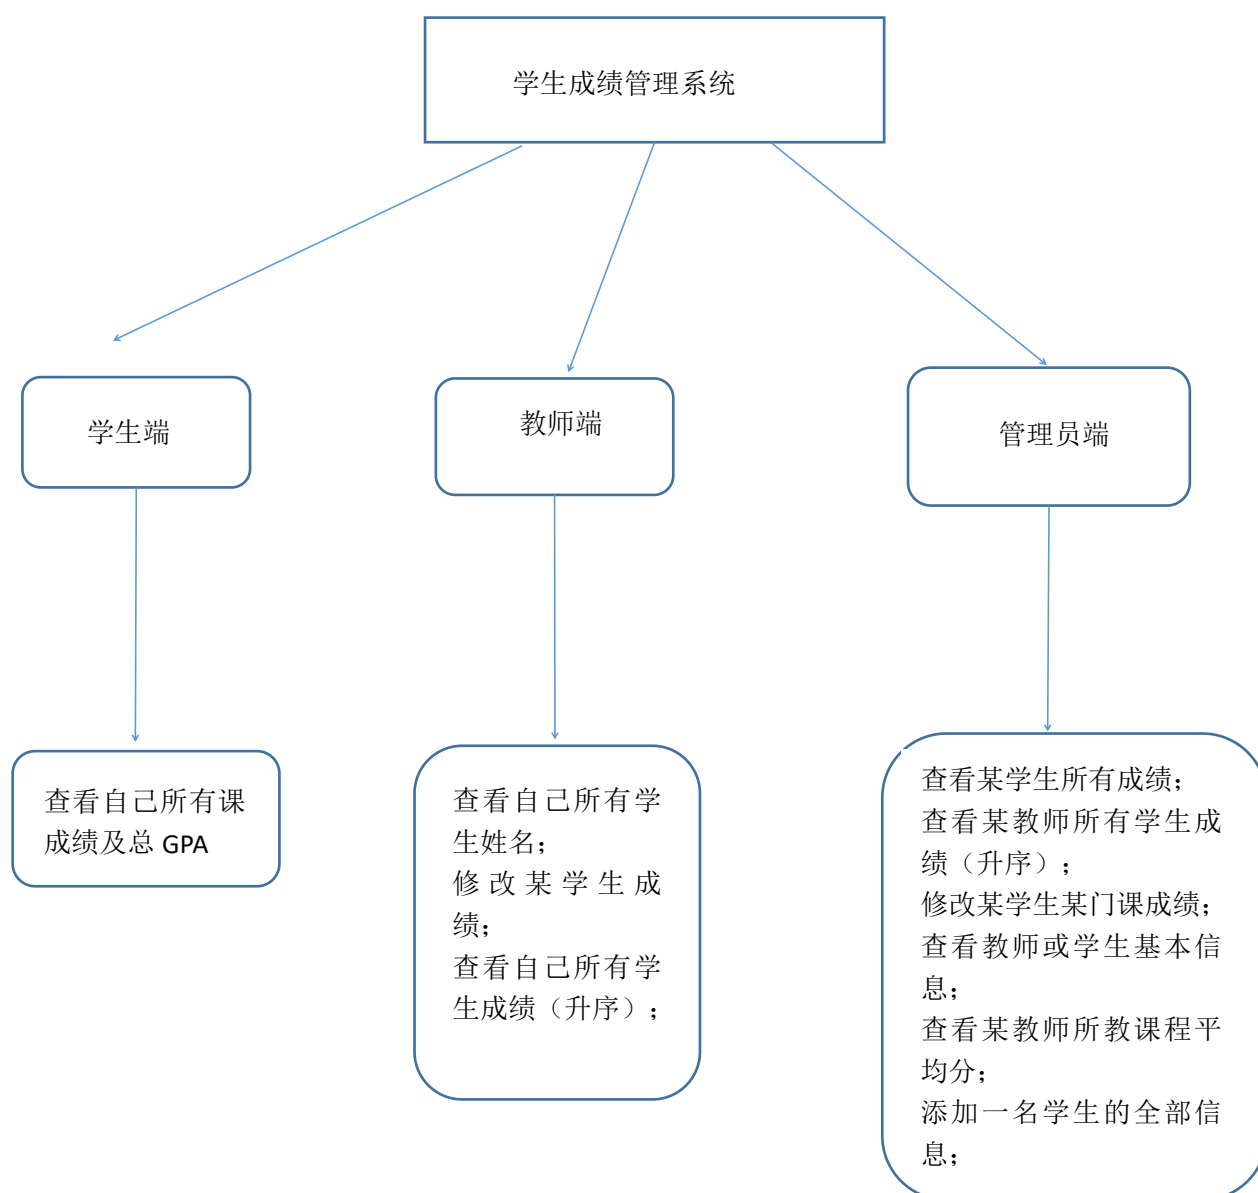 学生成绩管理系统
学生端
教师端
管理员端
查看自己所有课
成绩及总 GPA
查看自己所有学
生姓名；
修改某学生成
绩；
查看自己所有学
生成绩（升序）；
查看某学生所有成绩；
查看某教师所有学生成
绩（升序）；
修改某学生某门课成绩；
查看教师或学生基本信
息；
查看某教师所教课程平
均分；
添加一名学生的全部信
息；